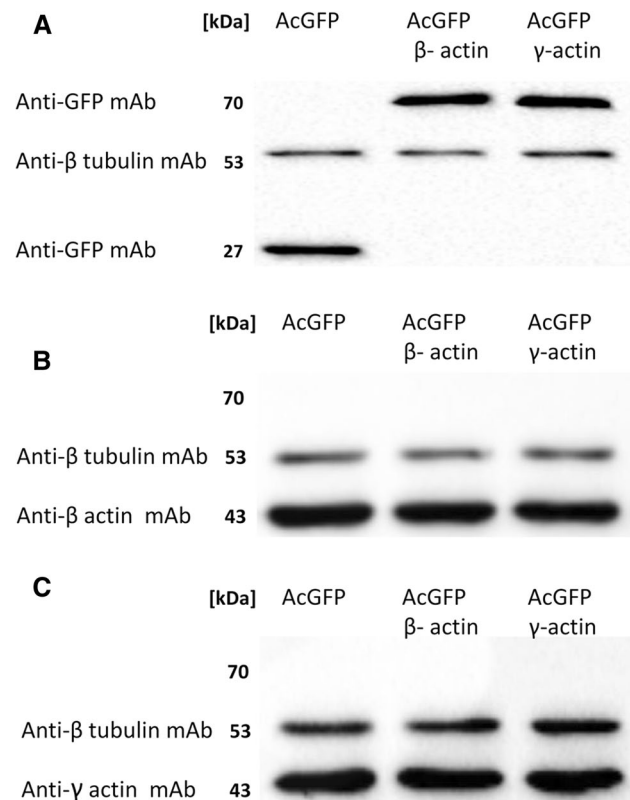 A
[kDa] AcGFP AcGFP AcGFP
β- actin γ-actin
Anti-GFP mAb 70
Anti-β tubulin mAb 53
Anti-GFP mAb 27
B
[kDa] AcGFP AcGFP AcGFP
β- actin γ-actin
70
Anti-β tubulin mAb 53
Anti-β actin mAb 43
C
[kDa] AcGFP AcGFP AcGFP
β- actin γ-actin
70
Anti-β tubulin mAb 53
Anti-γ actin mAb 43